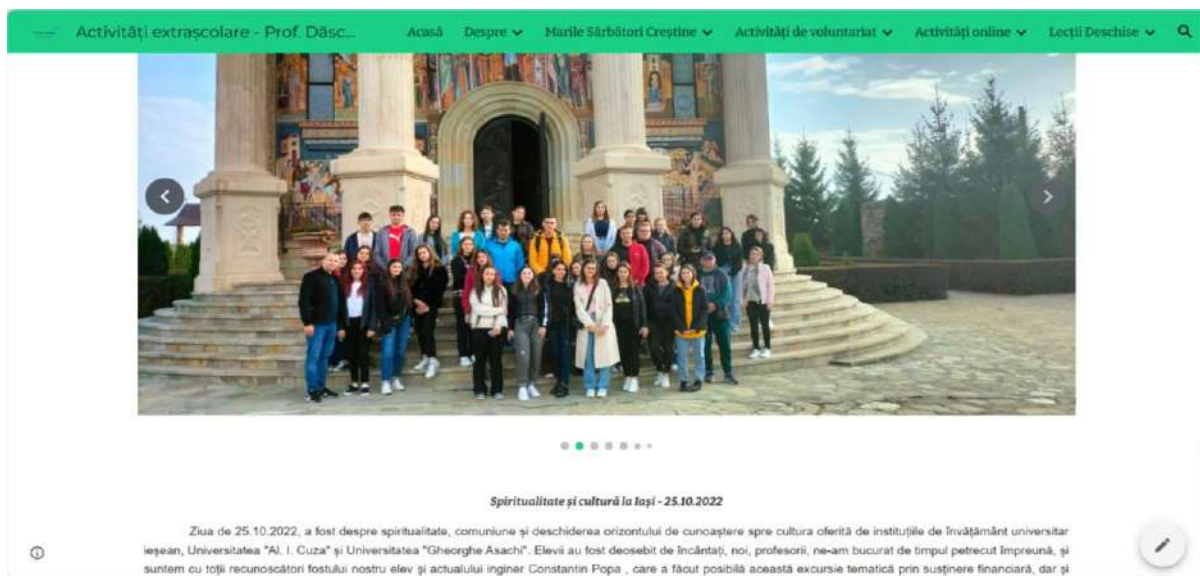 Activități extrașcolare - Prof. Dăsc...
Acasă Despre Marile Sărbători Creștine Activități de voluntariat Activități online Lecții Deschise
Spiritualitate și cultură la Iași - 25.10.2022
Ziua de 25.10.2022, a fost despre spiritualitate, comuniune și deschiderea orizontului de cunoaștere spre cultura oferită de instituțiile de învățământ universitar
ieșean, Universitatea "Al. I. Cuza" și Universitatea "Gheorghe Asachi". Elevii au fost deosebit de încântați, noi, profesorii, ne-am bucurat de timpul petrecut împreună, și
suntem cu toții recunoscători fostului nostru elev și actualului inginer Constantin Popa , care a făcut posibilă această excursie tematică prin susținere financiară, dar și